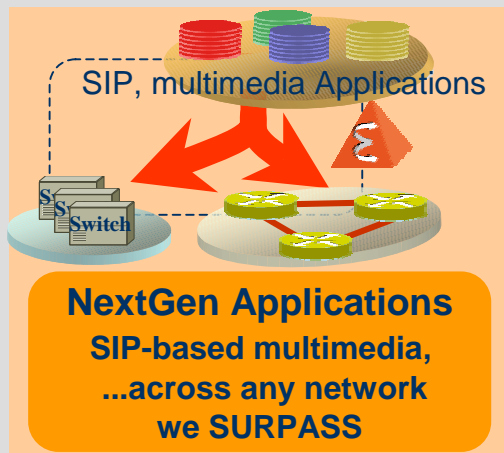 SIP, multimedia Applications
Switch
NextGen Applications
SIP-based multimedia,
...across any network
we SURPASS